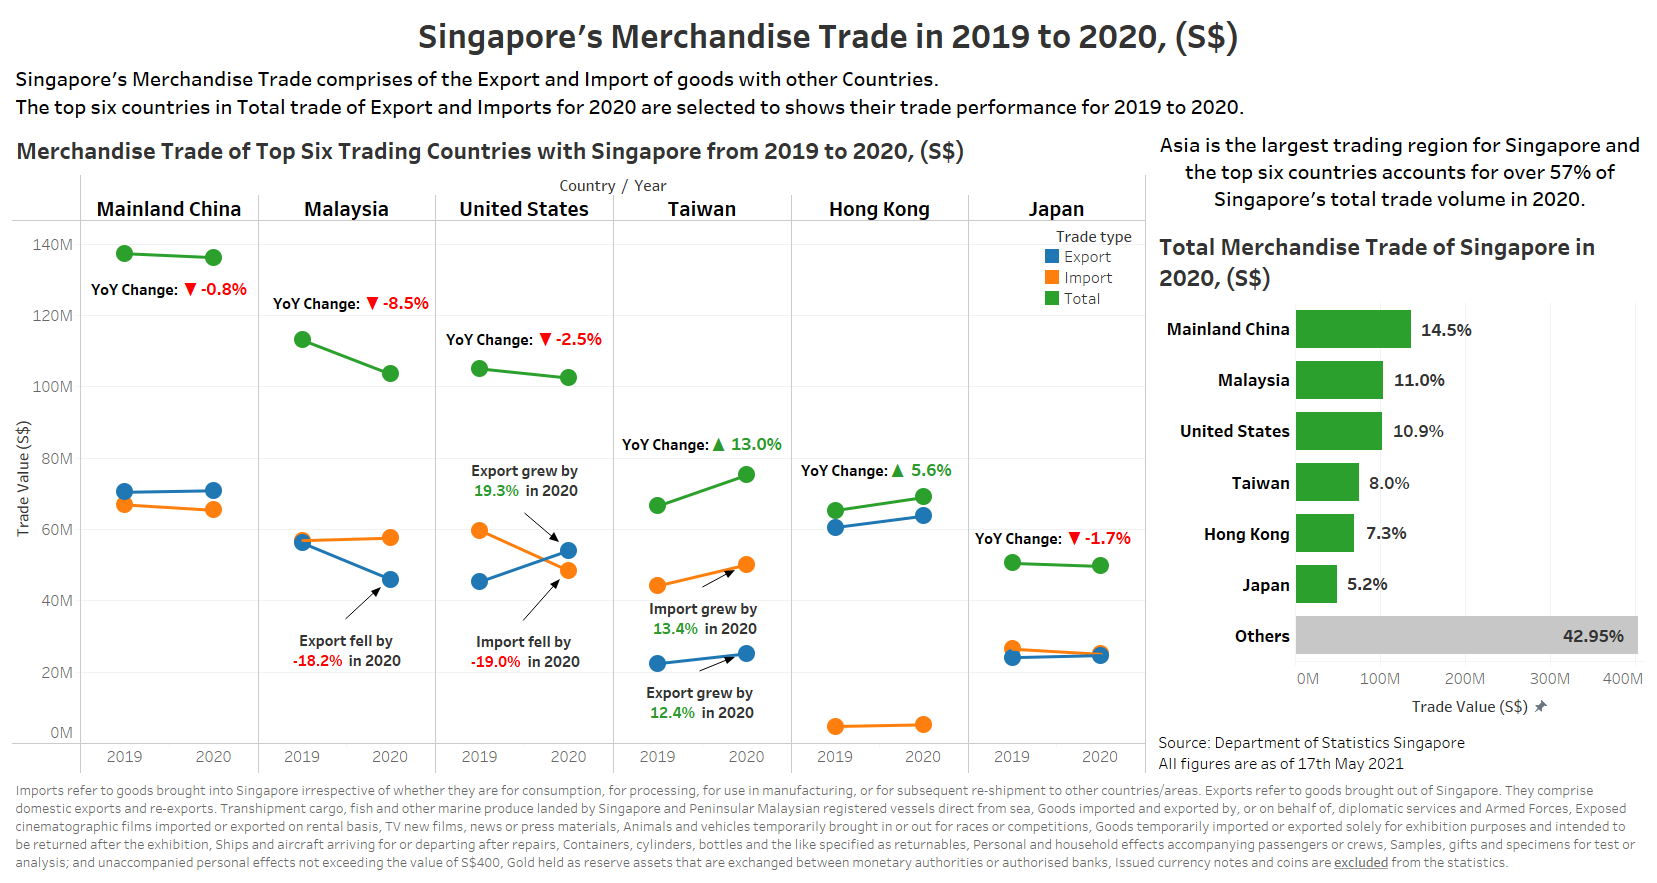 Singapore's Merchandise Trade in 2019 to 2020, (S$)
Singapore's Merchandise Trade comprises of the Export and Import of goods with other Countries.
The top six countries in Total trade of Export and Imports for 2020 are selected to shows their trade performance for 2019 to 2020.
Merchandise Trade of Top Six Trading Countries with Singapore from 2019 to 2020, (S$)
Country / Year
Mainland China
Malaysia
United States
Taiwan
Hong Kong
Japan
Trade type
Export
Import
Total
Trade Value (S$)
140M
120M
100M
80M
60M
40M
20M
0M
YoY Change: ▼ -0.8%
YoY Change: ▼ -8.5%
Export fell by
-18.2% in 2020
YoY Change: ▼ -2.5%
Export grew by
19.3% in 2020
Import fell by
-19.0% in 2020
YoY Change: ▲ 13.0%
Import grew by
13.4% in 2020
Export grew by
12.4% in 2020
YoY Change: ▲ 5.6%
YoY Change: ▼ -1.7%
2019 2020 2019 2020 2019 2020 2019 2020 2019 2020 2019 2020
Asia is the largest trading region for Singapore and
the top six countries accounts for over 57% of
Singapore's total trade volume in 2020.
Total Merchandise Trade of Singapore in
2020, (S$)
Mainland China 14.5%
Malaysia 11.0%
United States 10.9%
Taiwan 8.0%
Hong Kong 7.3%
Japan 5.2%
Others 42.95%
0M 100M 200M 300M 400M
Trade Value (S$)
Source: Department of Statistics Singapore
All figures are as of 17th May 2021
Imports refer to goods brought into Singapore irrespective of whether they are for consumption, for processing, for use in manufacturing, or for subsequent re-shipment to other countries/areas. Exports refer to goods brought out of Singapore. They comprise
domestic exports and re-exports. Transhipment cargo, fish and other marine produce landed by Singapore and Peninsular Malaysian registered vessels direct from sea, Goods imported and exported by, or on behalf of, diplomatic services and Armed Forces, Exposed
cinematographic films imported or exported on rental basis, TV new films, news or press materials, Animals and vehicles temporarily brought in or out for races or competitions, Goods temporarily imported or exported solely for exhibition purposes and intended to
be returned after the exhibition, Ships and aircraft arriving for or departing after repairs, Containers, cylinders, bottles and the like specified as returnables, Personal and household effects accompanying passengers or crews, Samples, gifts and specimens for test or
analysis; and unaccompanied personal effects not exceeding the value of S$400, Gold held as reserve assets that are exchanged between monetary authorities or authorised banks, Issued currency notes and coins are excluded from the statistics.